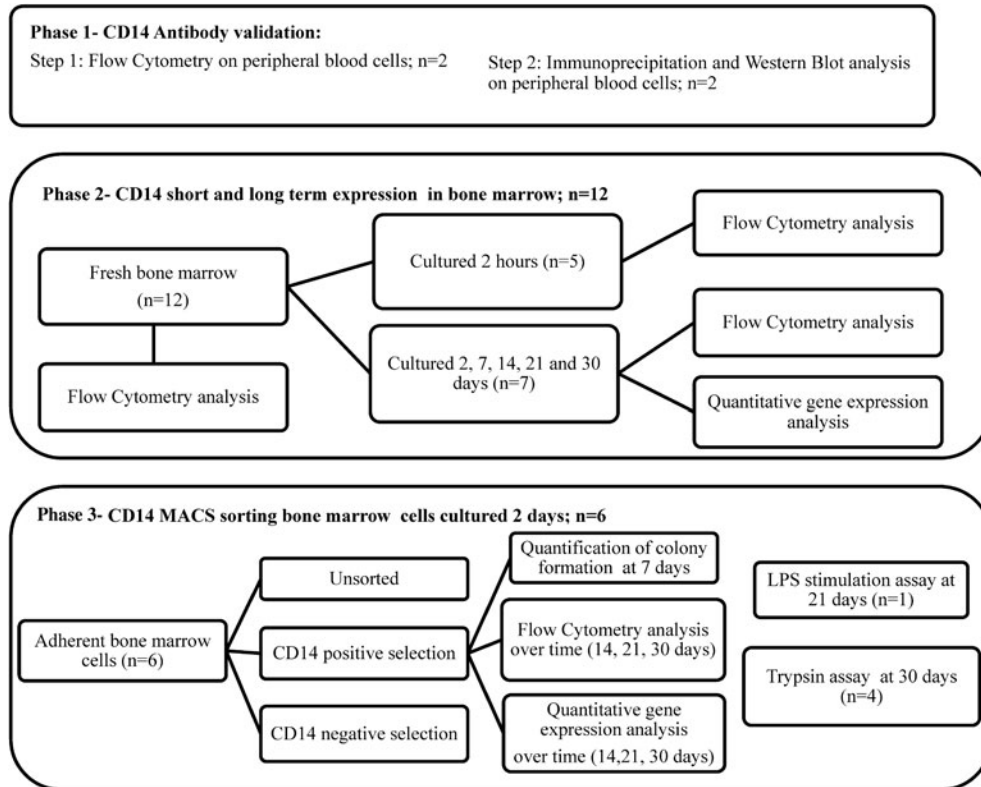 Phase 1- CD14 Antibody validation:
Step 1: Flow Cytometry on peripheral blood cells; n=2
Step 2: Immunoprecipitation and Western Blot analysis
on peripheral blood cells; n=2
Phase 2- CD14 short and long term expression in bone marrow; n=12
Fresh bone marrow
(n=12)
Flow Cytometry analysis
Cultured 2 hours (n=5)
Cultured 2, 7, 14, 21 and 30
days (n=7)
Flow Cytometry analysis
Flow Cytometry analysis
Quantitative gene expression
analysis
Phase 3- CD14 MACS sorting bone marrow cells cultured 2 days; n=6
Adherent bone marrow
cells (n=6)
Unsorted
CD14 positive selection
CD14 negative selection
Quantification of colony
formation at 7 days
Flow Cytometry analysis
over time (14, 21, 30 days)
Quantitative gene
expression analysis
over time (14,21, 30 days)
LPS stimulation assay at
21 days (n=1)
Trypsin assay at 30 days
(n=4)